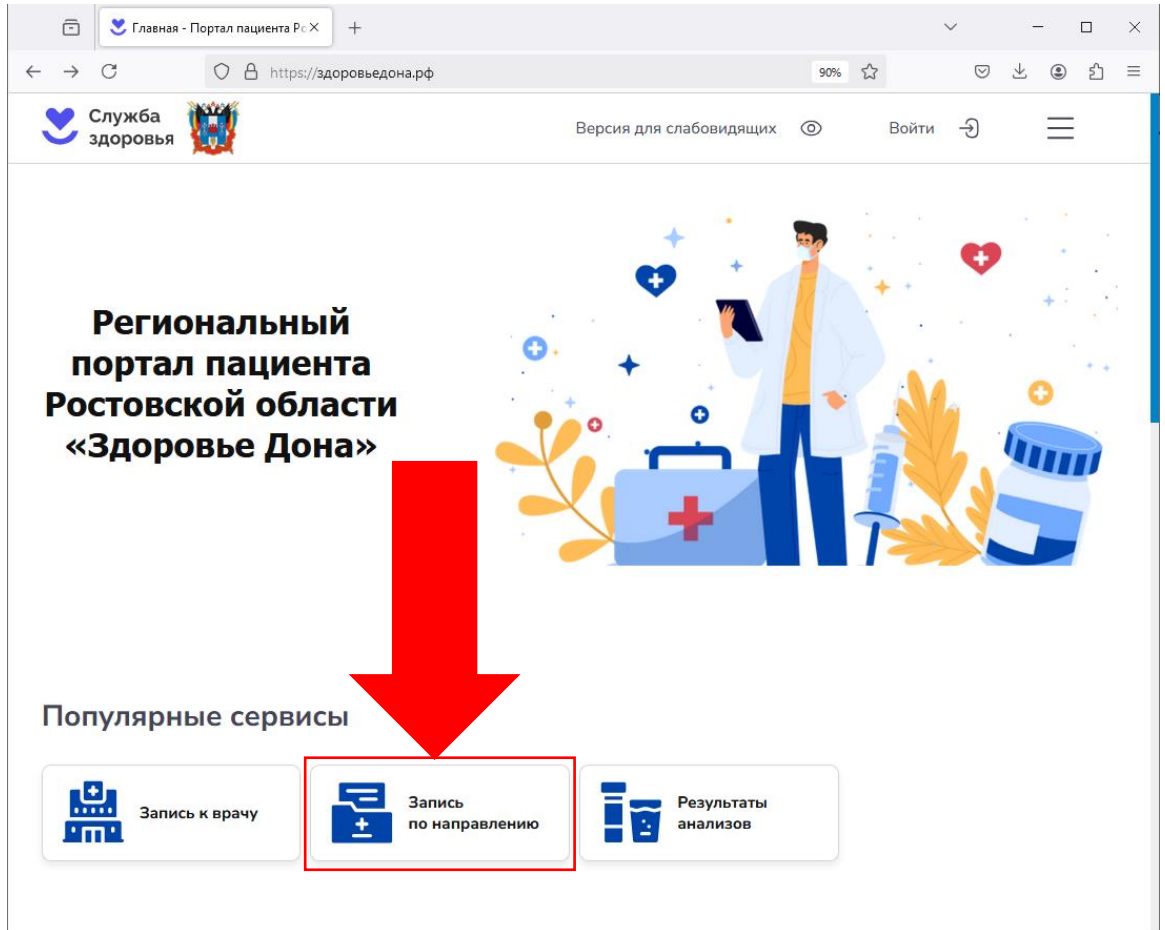 Главная - Портал пациента Рс
https://здоровьедона.рф
90%
Служба
здоровья
Версия для слабовидящих
Войти
Региональный
портал пациента
Ростовской области
«Здоровье Дона»
Популярные сервисы
Запись к врачу
Запись
по направлению
Результаты
анализов